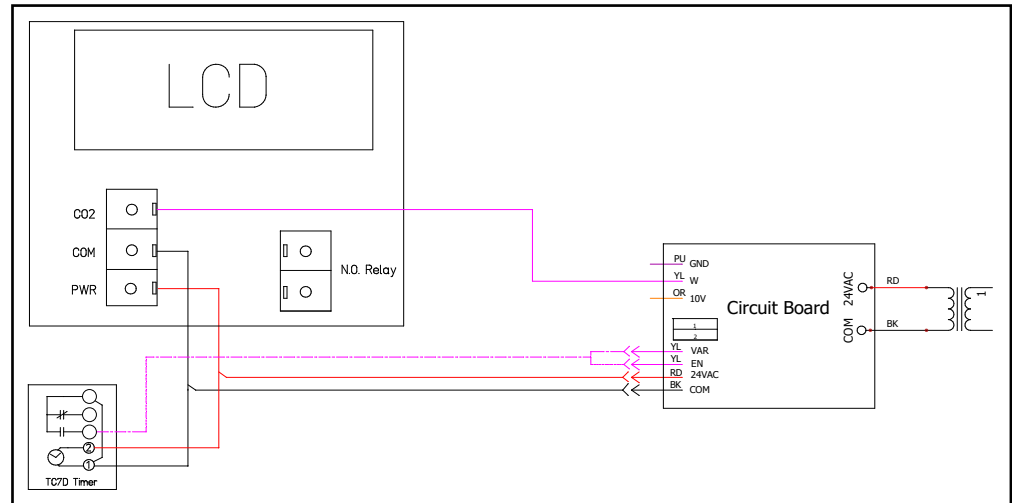 LCD
CO2
COM
PWR
N.O. Relay
PU GND
YL W
OR 10V
1
2
YL VAR
YL EN
RD 24VAC
BK COM
Circuit Board
24VAC
COM
RD
BK
1
2
1
TC7D Timer